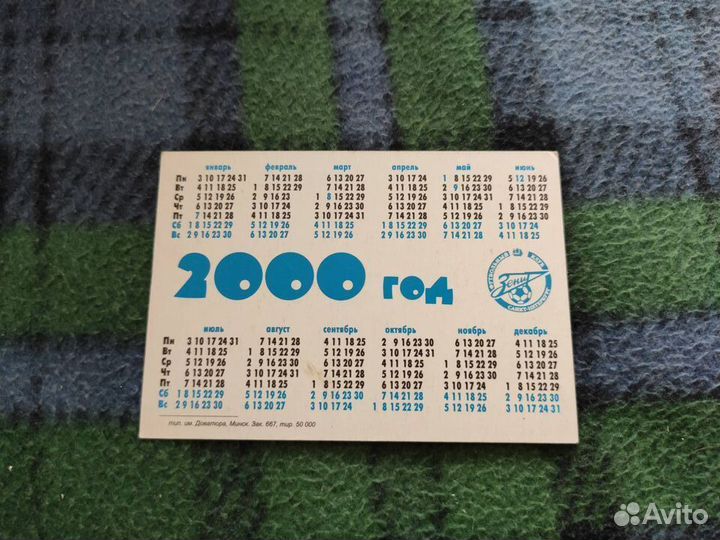 январь февраль март апрель май июнь
Пн 3 10 17 24 31 7 14 21 28 6 13 20 27 3 10 17 24 1 8 15 22 29 5 12 19 26
Вт 4 11 18 25 1 8 15 22 29 7 14 21 28 4 11 18 25 2 9 16 23 30 6 13 20 27
Ср 5 12 19 26 2 9 16 23 1 8 15 22 29 5 12 19 26 3 10 17 24 31 7 14 21 28
Чт 6 13 20 27 3 10 17 24 2 9 16 23 30 6 13 20 27 4 11 18 25 1 8 15 22 29
Пт 7 14 21 28 4 11 18 25 3 10 17 24 31 7 14 21 28 5 12 19 26 2 9 16 23 30
Сб 1 8 15 22 29 5 12 19 26 4 11 18 25 1 8 15 22 29 6 13 20 27 3 10 17 24
Вс 2 9 16 23 30 6 13 20 27 5 12 19 26 2 9 16 23 30 7 14 21 28 4 11 18 25
2000 год
ФУТБОЛЬНЫЙ КЛУБ
Зенит
САНКТ-ПЕТЕРБУРГ
июль август сентябрь октябрь ноябрь декабрь
Пн 3 10 17 24 31 7 14 21 28 4 11 18 25 2 9 16 23 30 6 13 20 27 4 11 18 25
Вт 4 11 18 25 1 8 15 22 29 5 12 19 26 3 10 17 24 31 7 14 21 28 5 12 19 26
Ср 5 12 19 26 2 9 16 23 30 6 13 20 27 4 11 18 25 1 8 15 22 29 6 13 20 27
Чт 6 13 20 27 3 10 17 24 31 7 14 21 28 5 12 19 26 2 9 16 23 30 7 14 21 28
Пт 7 14 21 28 4 11 18 25 1 8 15 22 29 6 13 20 27 3 10 17 24 1 8 15 22 29
Сб 1 8 15 22 29 5 12 19 26 2 9 16 23 30 7 14 21 28 4 11 18 25 2 9 16 23 30
Вс 2 9 16 23 30 6 13 20 27 3 10 17 24 1 8 15 22 29 5 12 19 26 3 10 17 24 31
тип. им. Доватора, Минск. Зак. 667, тир. 50 000
Avito